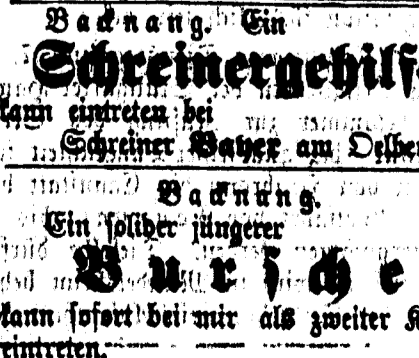 Backnang. Ein
Schreinergehilf
kann eintreten bei
Schreiner Bayer am Oelber
Backnang.
Ein solider jüngerer
Bursche
kann sofort bei mir als zweiter K
eintreten.